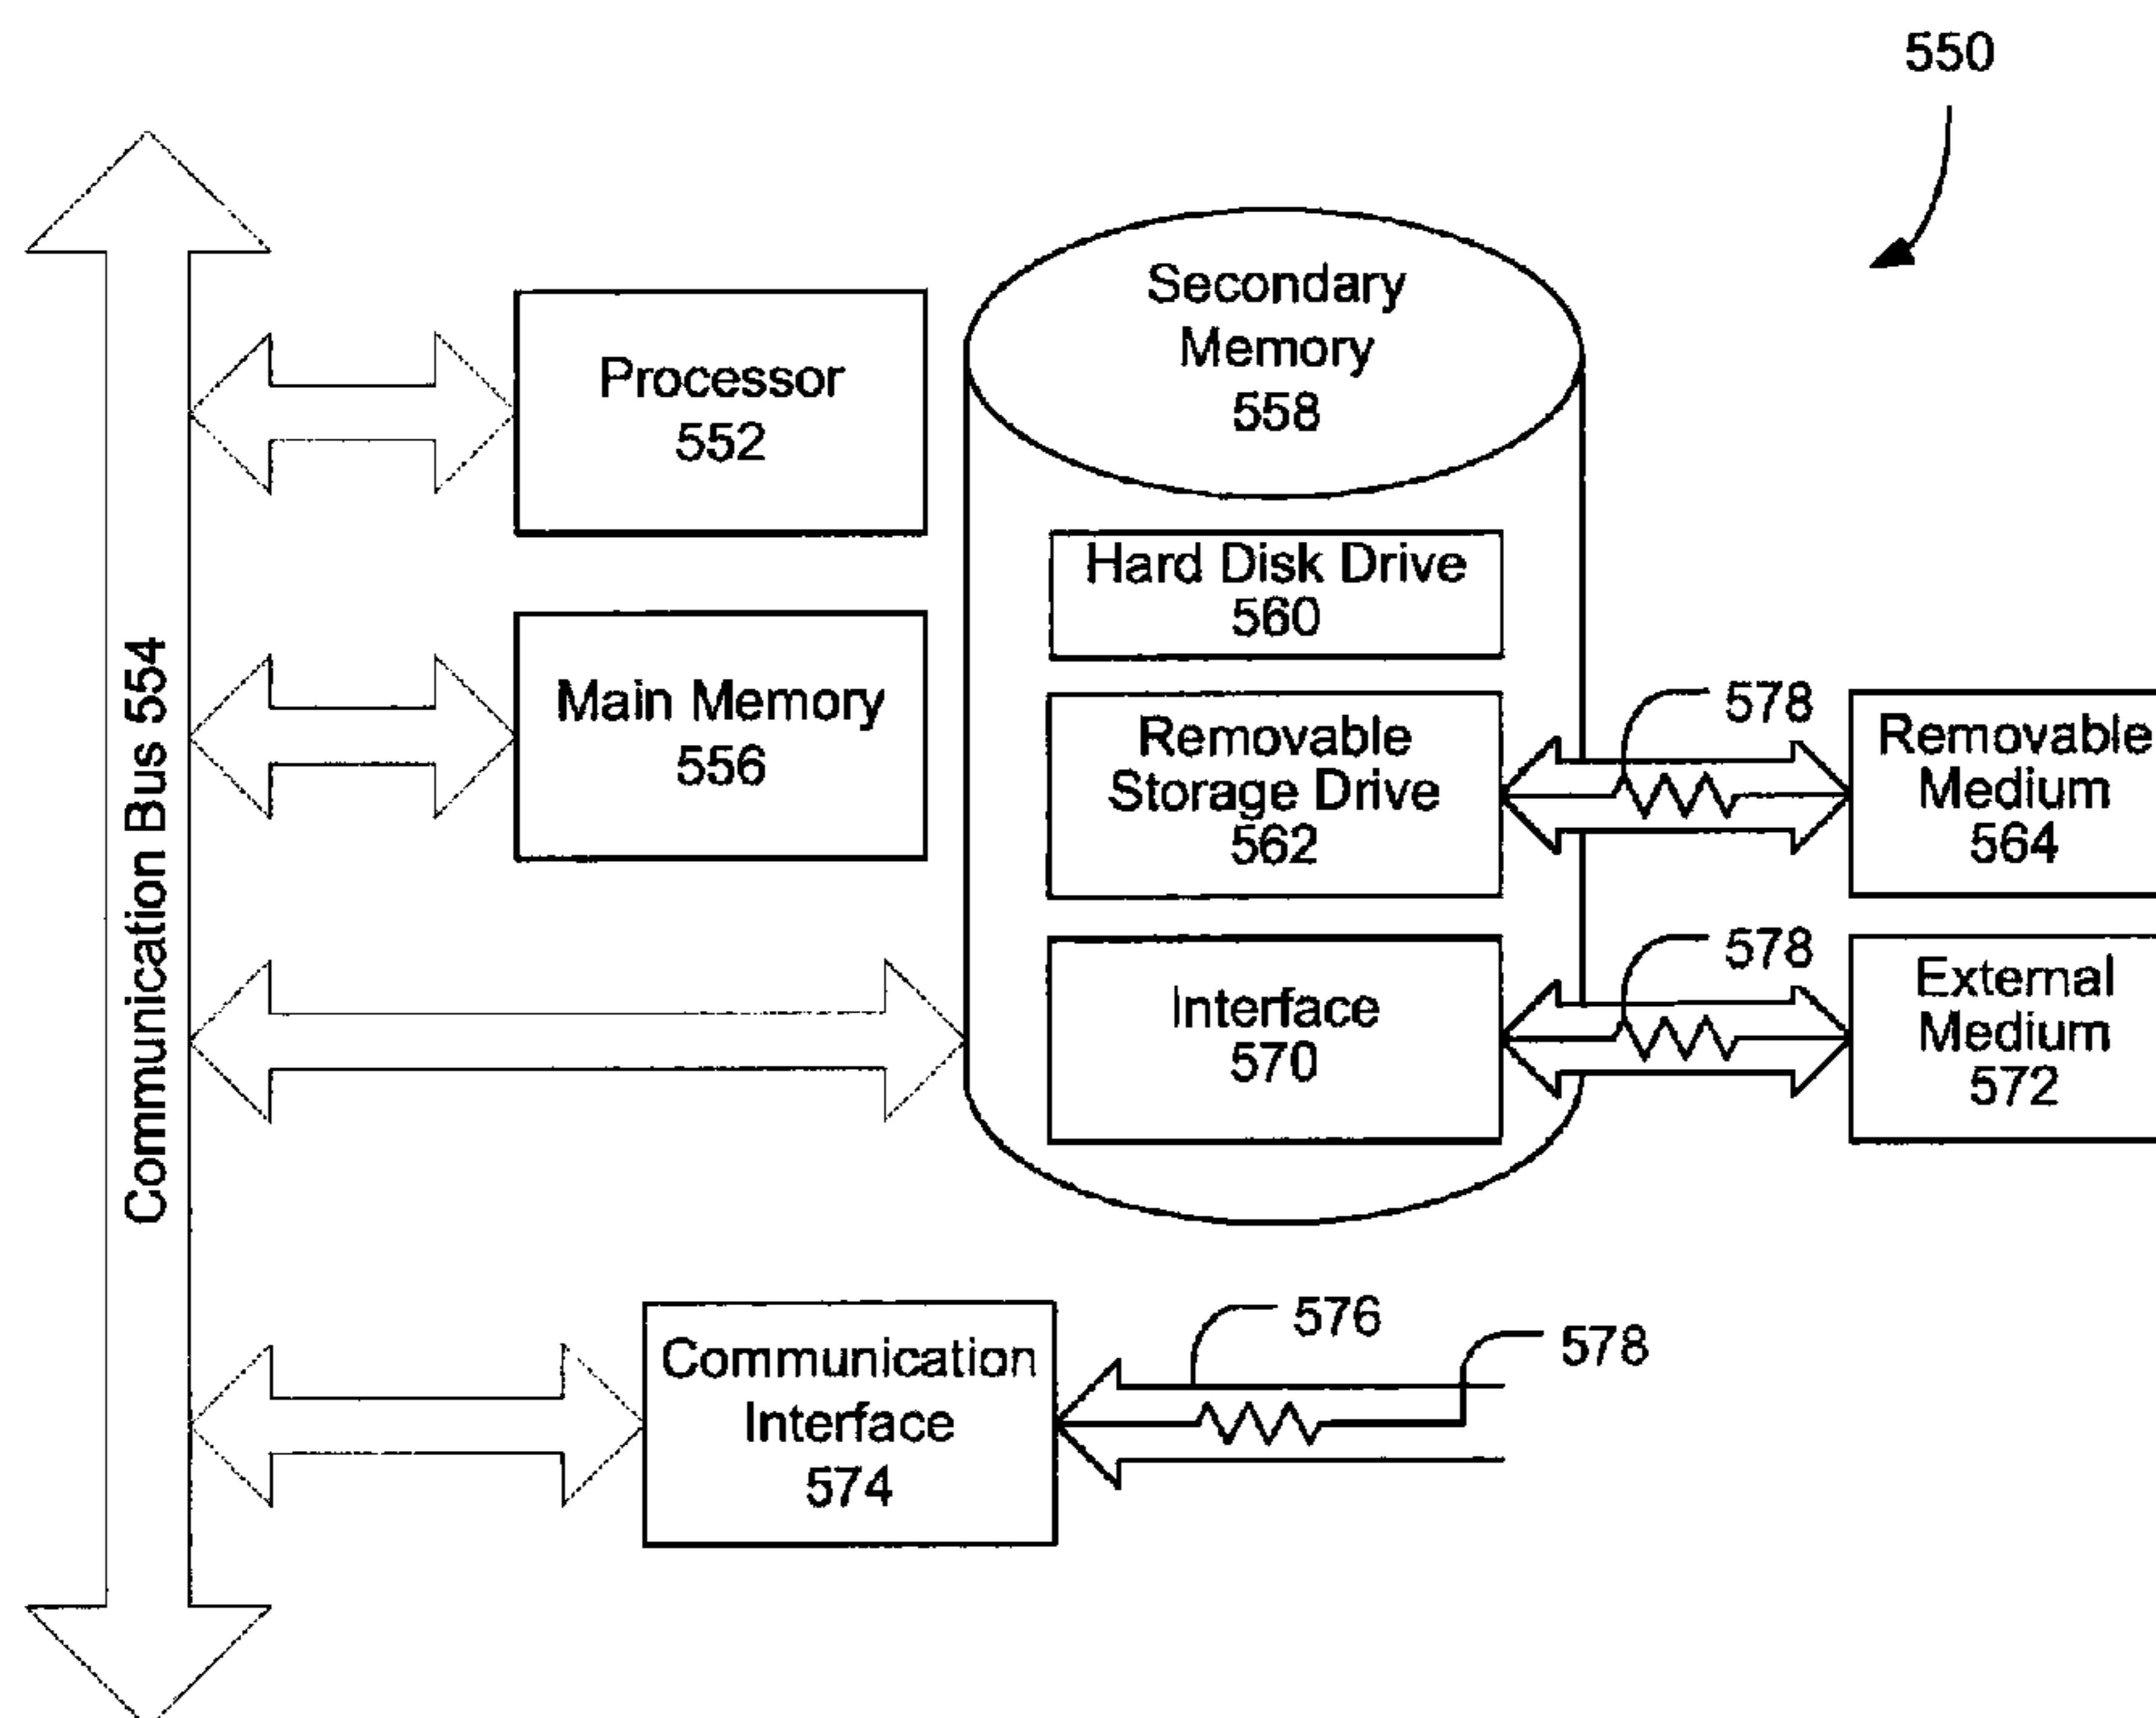 550
Communication Bus 554
Processor
552
Main Memory
556
Secondary
Memory
558
Hard Disk Drive
560
Removable
Storage Drive
562
578
Removable
Medium
564
Interface
570
578
External
Medium
572
Communication
Interface
574
576
578